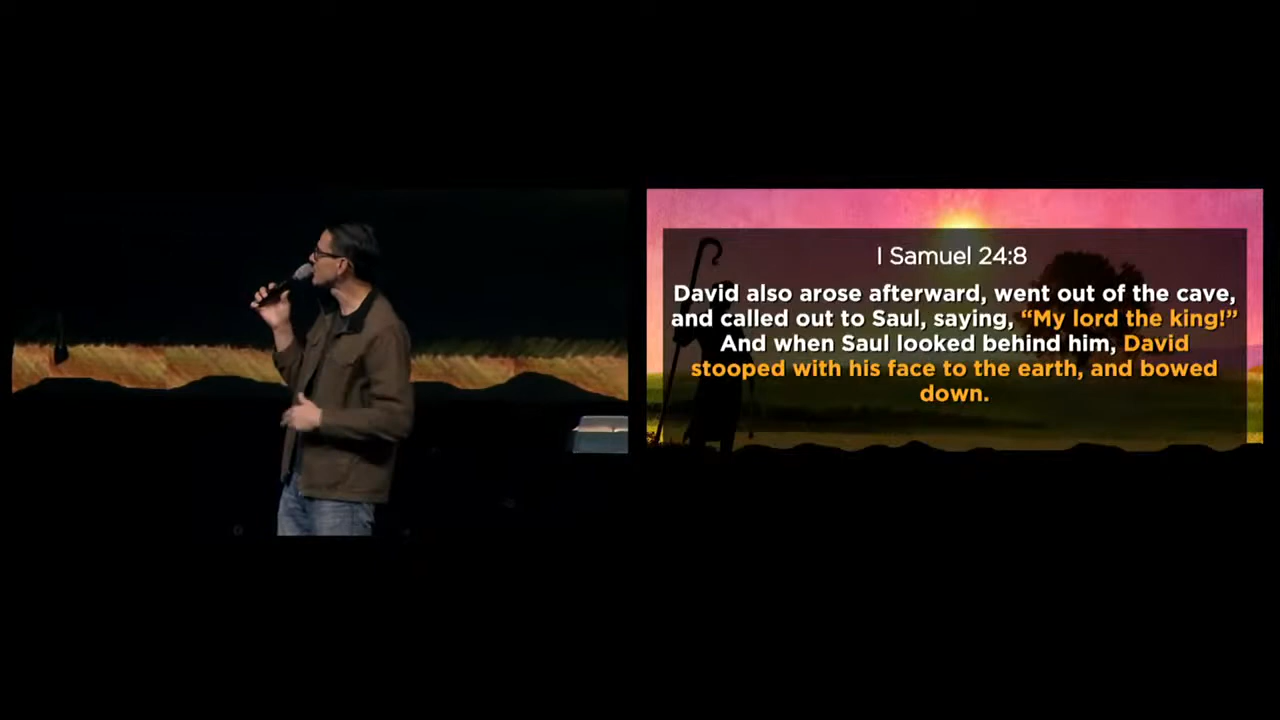 I Samuel 24:8
David also arose afterward, went out of the cave,
and called out to Saul, saying, “My lord the king!”
And when Saul looked behind him, David
stooped with his face to the earth, and bowed
down.